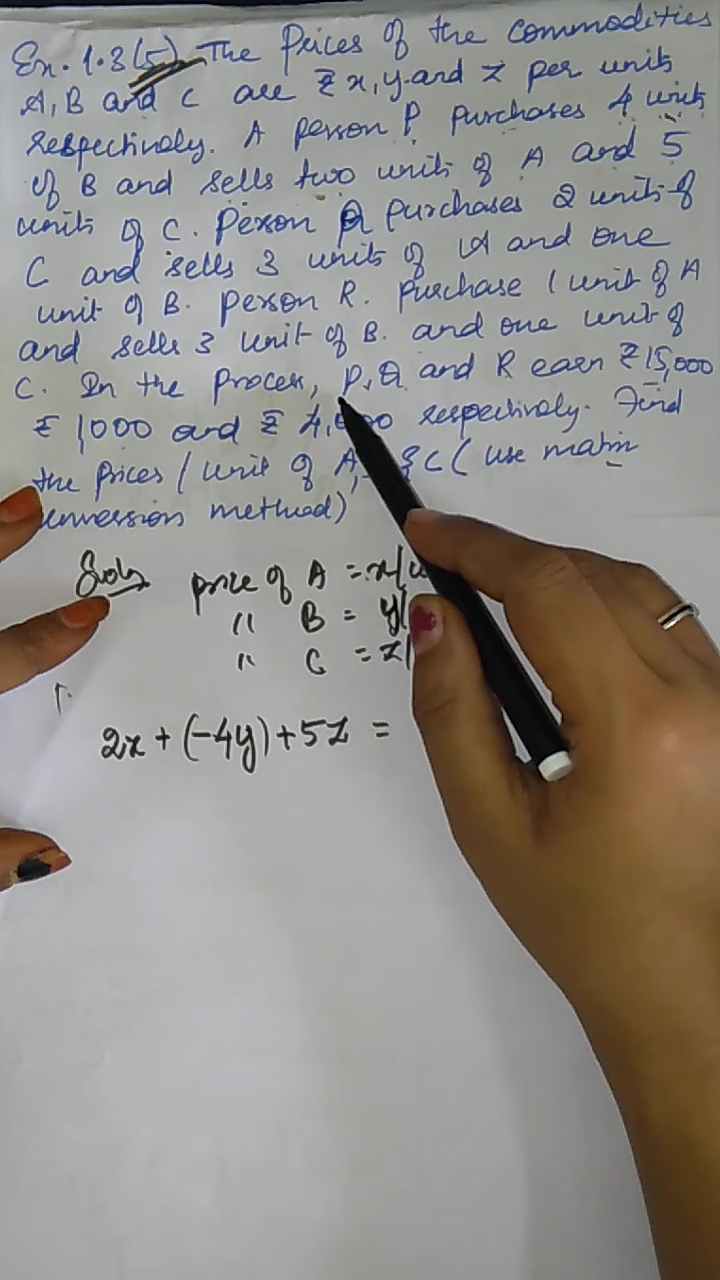 Ex. 1.3(5) The Prices of the commodities
A, B and C are ₹ x, y and z per units
respectively. A person P purchases 4 units
of B and sells two units of A and 5
units of C. Person Q purchases 2 units of
C and sells 3 units of A and one
unit of B. Person R. Purchase 1 unit of A
and sells 3 unit of B. and one unit of
C. In the process, P, Q and R earn ₹15,000
₹ 1,000 and ₹ 4,000 respectively. Find
the prices / unit of A, & C ( use matrix
inversion method)
Soln price of A = x/
" B = y/
" C = z/
2x + (-4y) + 5z =